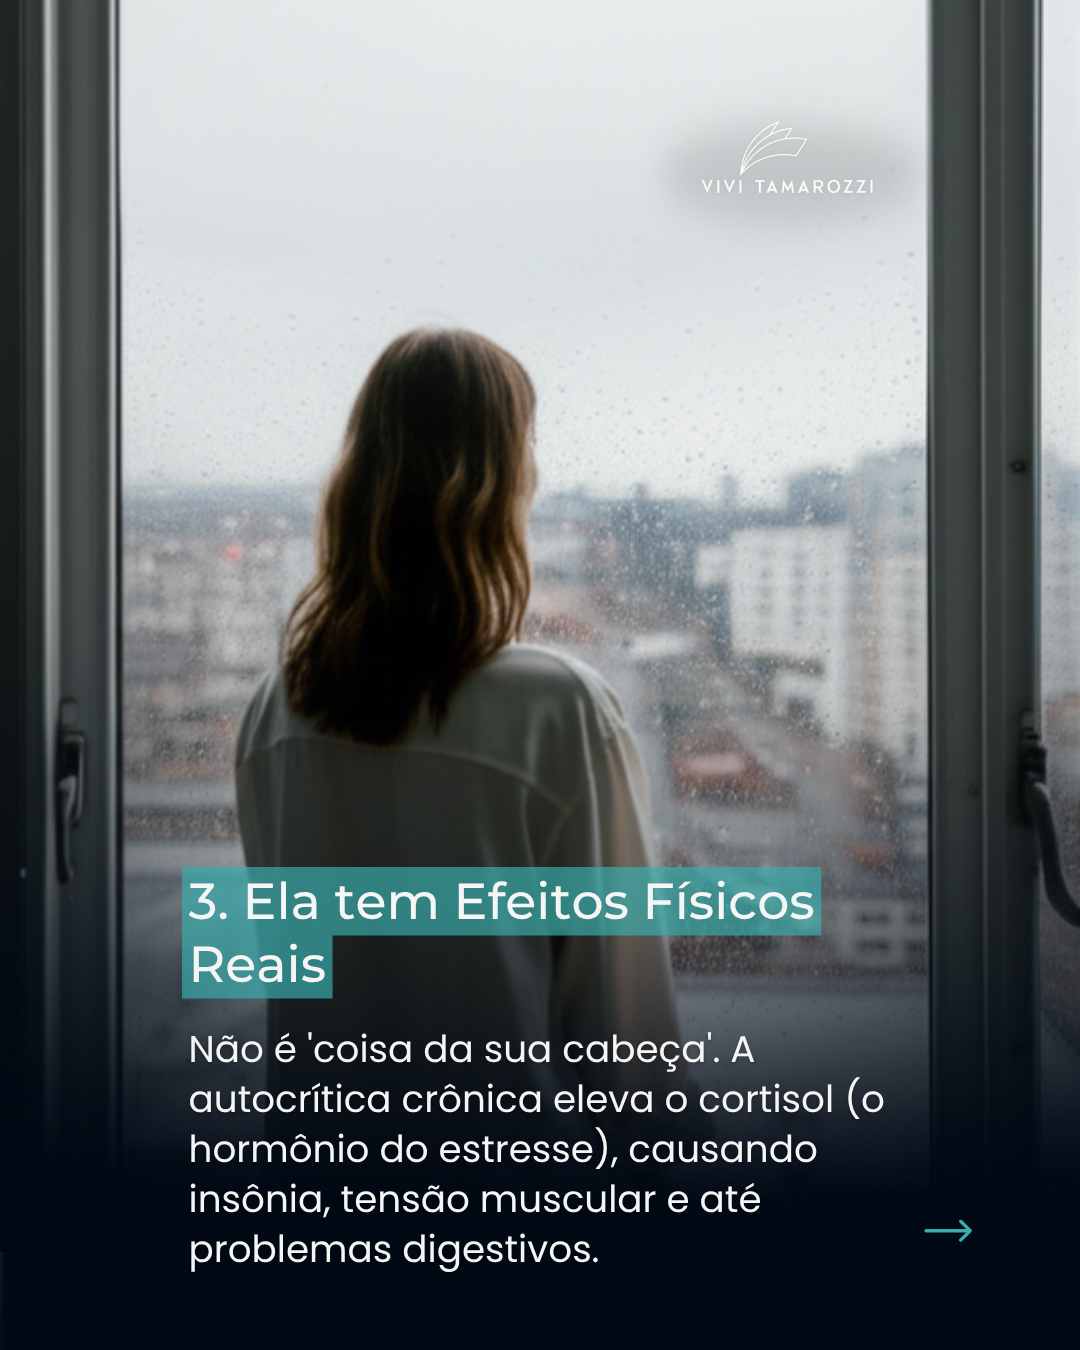 VIVI TAMAROZZI
3. Ela tem Efeitos Físicos
Reais
Não é 'coisa da sua cabeça'. A
autocrítica crônica eleva o cortisol (o
hormônio do estresse), causando
insônia, tensão muscular e até
problemas digestivos.